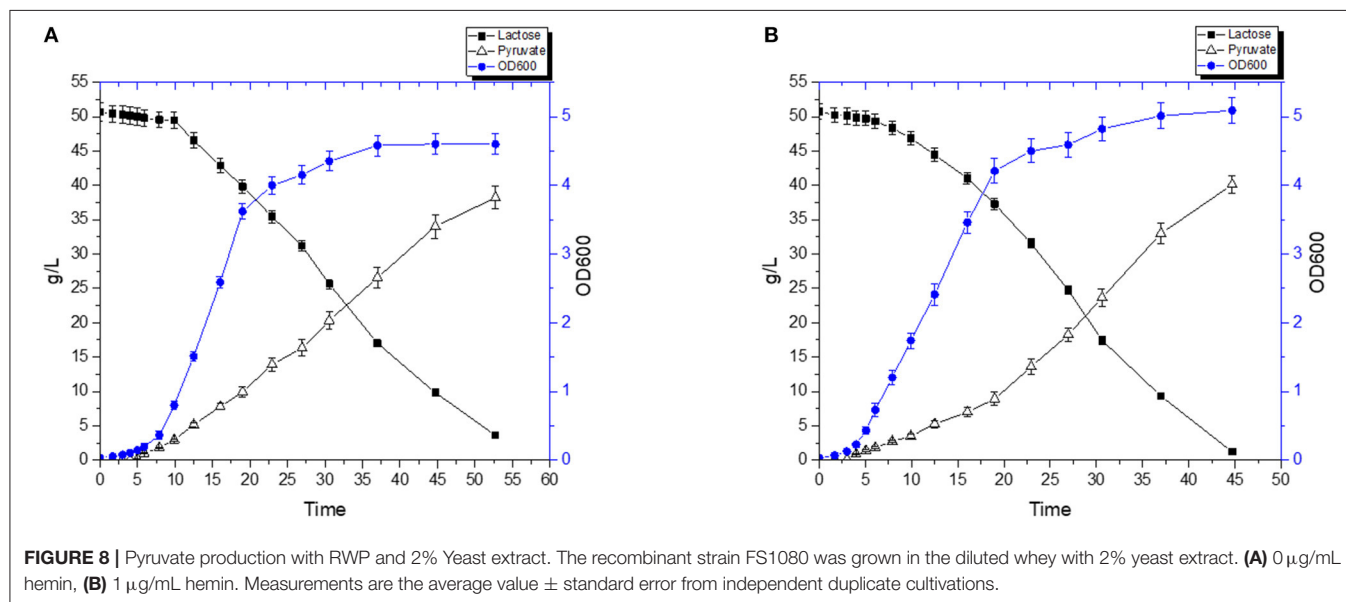 A
Lactose
Pyruvate
OD600
55
50
45
40
35
30
25
20
15
10
5
0
g/L
5
4
3
2
1
0
OD600
0 5 10 15 20 25 30 35 40 45 50 55 60
Time
B
Lactose
Pyruvate
OD600
55
50
45
40
35
30
25
20
15
10
5
0
g/L
5
4
3
2
1
0
OD600
0 5 10 15 20 25 30 35 40 45 50
Time
FIGURE 8 | Pyruvate production with RWP and 2% Yeast extract. The recombinant strain FS1080 was grown in the diluted whey with 2% yeast extract. (A) 0 μg/mL
hemin, (B) 1 μg/mL hemin. Measurements are the average value ± standard error from independent duplicate cultivations.